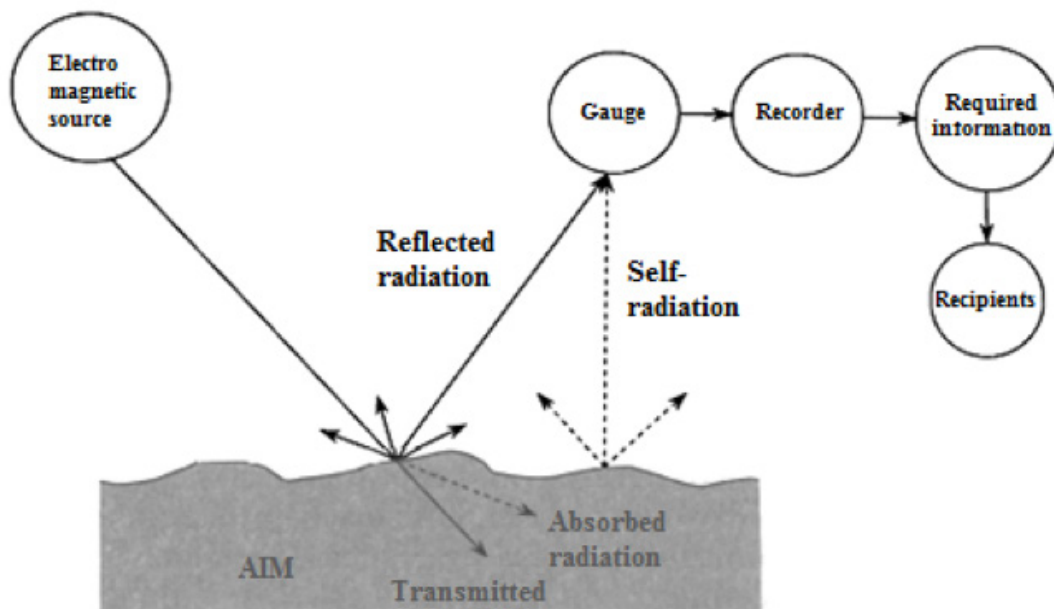 Electro
magnetic
source
Gauge
Recorder
Required
information
Reflected
radiation
Self-
radiation
Recipients
Absorbed
radiation
AIM
Transmitted